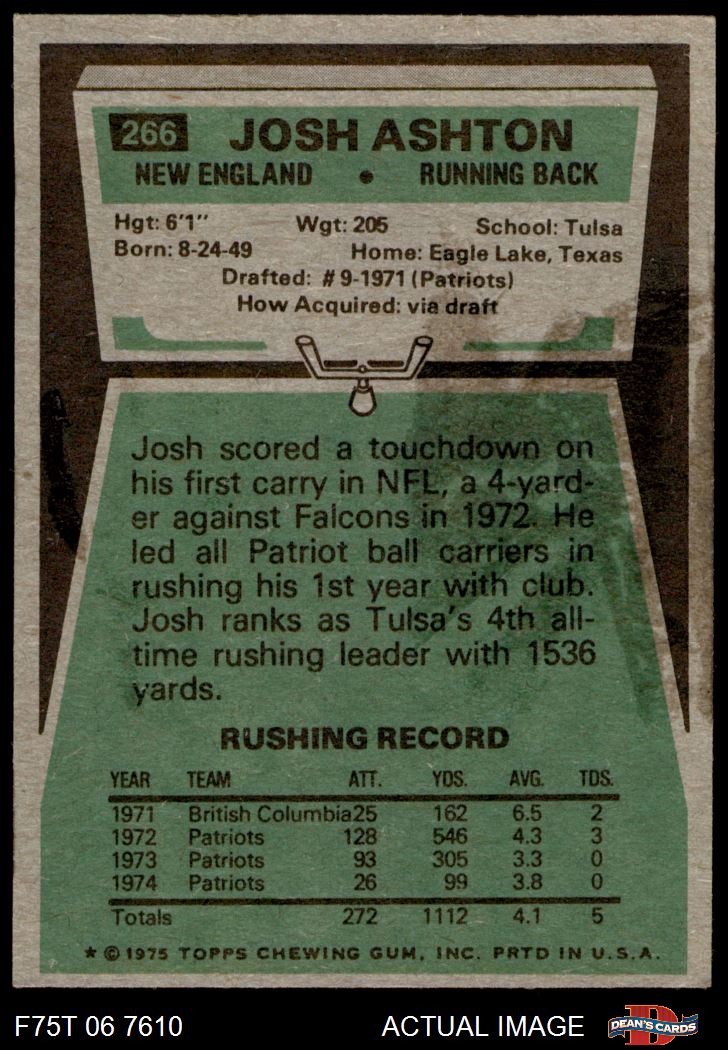 266 JOSH ASHTON
NEW ENGLAND • RUNNING BACK
Hgt: 6'1" Wgt: 205 School: Tulsa
Born: 8-24-49 Home: Eagle Lake, Texas
Drafted: #9-1971 (Patriots)
How Acquired: via draft
Josh scored a touchdown on
his first carry in NFL, a 4-yard-
er against Falcons in 1972. He
led all Patriot ball carriers in
rushing his 1st year with club.
Josh ranks as Tulsa's 4th all-
time rushing leader with 1536
yards.
RUSHING RECORD
YEAR TEAM ATT. YDS. AVG. TDS.
1971 British Columbia 25 162 6.5 2
1972 Patriots 128 546 4.3 3
1973 Patriots 93 305 3.3 0
1974 Patriots 26 99 3.8 0
Totals 272 1112 4.1 5
* © 1975 TOPPS CHEWING GUM, INC. PRTD IN U.S.A.
F75T 06 7610 ACTUAL IMAGE D DEAN'S CARDS